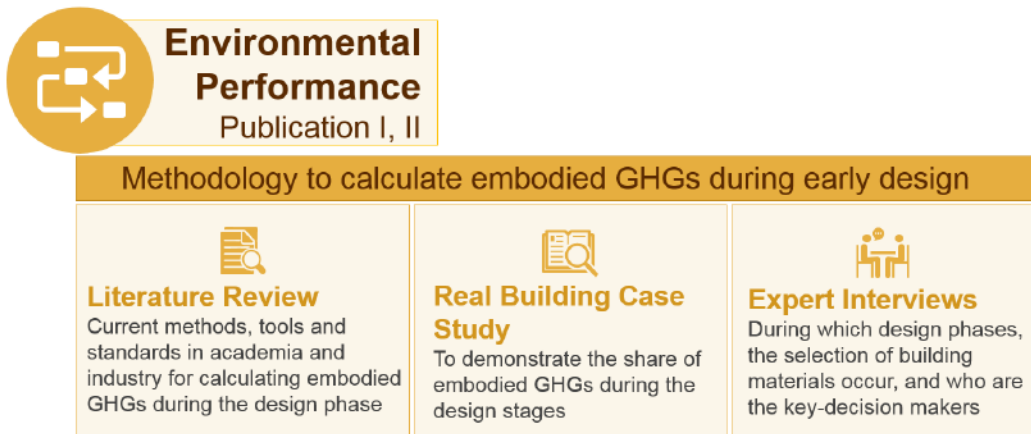 Environmental
Performance
Publication I, II
Methodology to calculate embodied GHGs during early design
Literature Review
Current methods, tools and
standards in academia and
industry for calculating embodied
GHGs during the design phase
Real Building Case
Study
To demonstrate the share of
embodied GHGs during the
design stages
Expert Interviews
During which design phases,
the selection of building
materials occur, and who are
the key-decision makers